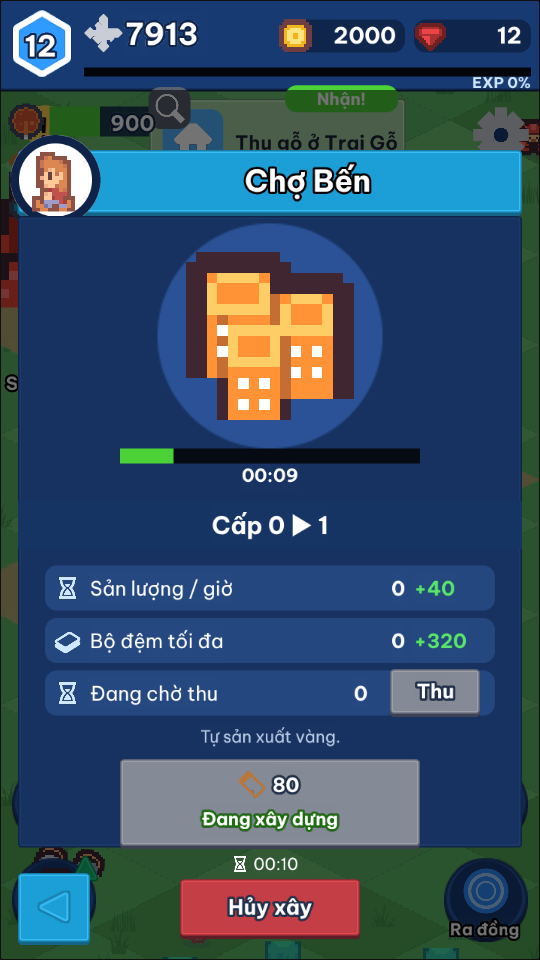 12
7913
2000
12
EXP 0%
Nhận!
900
Thu gỗ ở Trại Gỗ
Chợ Bến
S
00:09
Cấp 0 ▶ 1
Sản lượng / giờ 0 +40
Bộ đệm tối đa 0 +320
Đang chờ thu 0 Thu
Tự sản xuất vàng.
80
Đang xây dựng
00:10
Hủy xây
Ra đồng